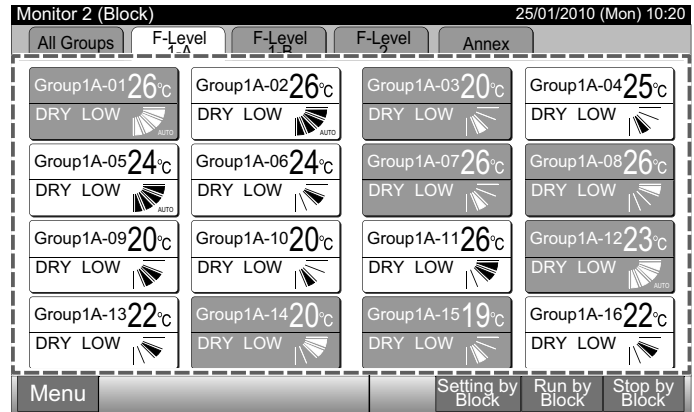 Monitor 2 (Block) 25/01/2010 (Mon) 10:20
All Groups F-Level 1-A F-Level 1-B F-Level 2 Annex
Group1A-01 26°C Group1A-02 26°C Group1A-03 20°C Group1A-04 25°C
DRY LOW AUTO DRY LOW AUTO DRY LOW DRY LOW
Group1A-05 24°C Group1A-06 24°C Group1A-07 26°C Group1A-08 26°C
DRY LOW AUTO DRY LOW DRY LOW DRY LOW
Group1A-09 20°C Group1A-10 20°C Group1A-11 26°C Group1A-12 23°C
DRY LOW DRY LOW DRY LOW DRY LOW AUTO
Group1A-13 22°C Group1A-14 20°C Group1A-15 19°C Group1A-16 22°C
DRY LOW DRY LOW DRY LOW DRY LOW
Menu Setting by Block Run by Block Stop by Block